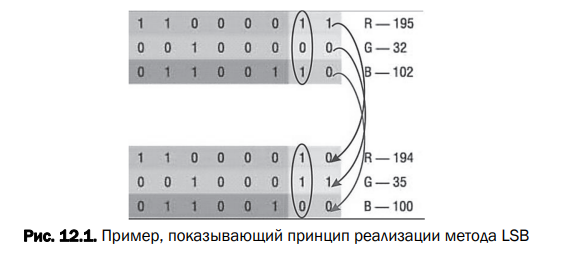 1 1 0 0 0 0 1 1 R — 195
0 0 1 0 0 0 0 0 G — 32
0 1 1 0 0 1 1 0 B — 102
1 1 0 0 0 0 1 0 R — 194
0 0 1 0 0 0 1 1 G — 35
0 1 1 0 0 1 0 0 B — 100
Рис. 12.1. Пример, показывающий принцип реализации метода LSB